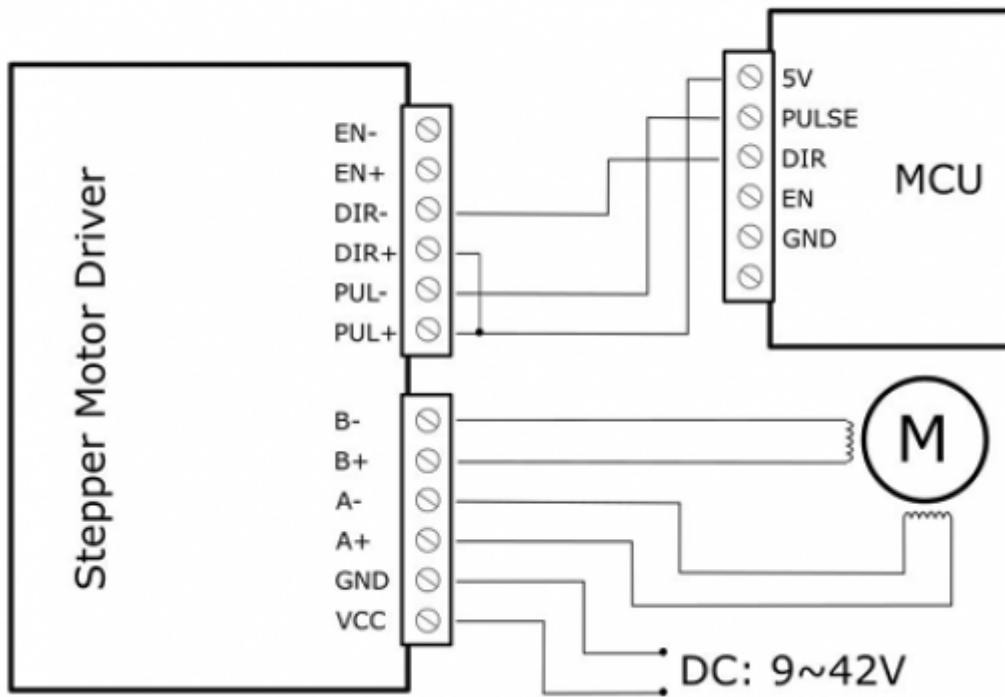 Stepper Motor Driver
EN-
EN+
DIR-
DIR+
PUL-
PUL+
B-
B+
A-
A+
GND
VCC
5V
PULSE
DIR
EN
GND
MCU
M
DC: 9~42V